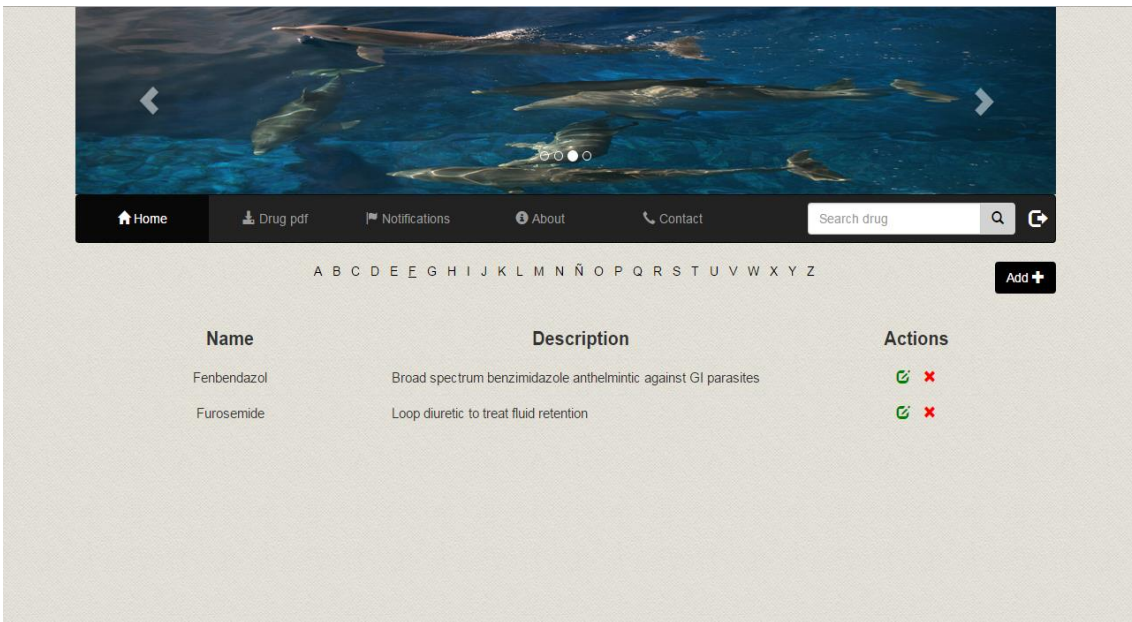 Home Drug pdf Notifications About Contact Search drug
A B C D E F G H I J K L M N Ñ O P Q R S T U V W X Y Z
Add
Name Description Actions
Fenbendazol Broad spectrum benzimidazole anthelmintic against GI parasites
Furosemide Loop diuretic to treat fluid retention